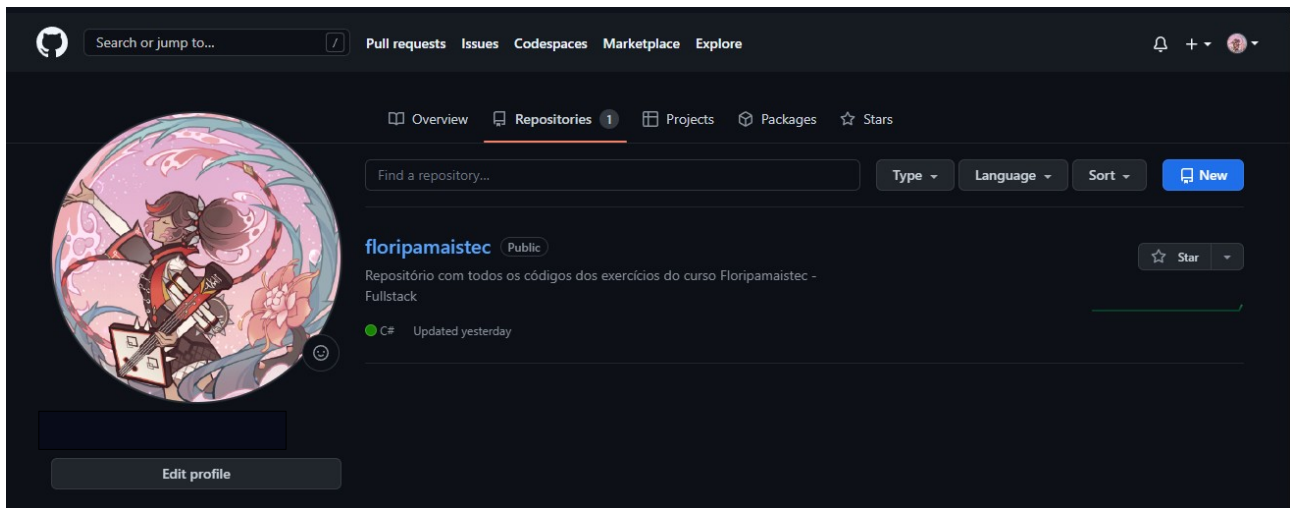 Search or jump to... /
Pull requests Issues Codespaces Marketplace Explore
Overview Repositories 1 Projects Packages Stars
Find a repository...
Type Language Sort New
floripamaistec Public
Repositório com todos os códigos dos exercícios do curso Floripamaistec -
Fullstack
C# Updated yesterday
Star
Edit profile